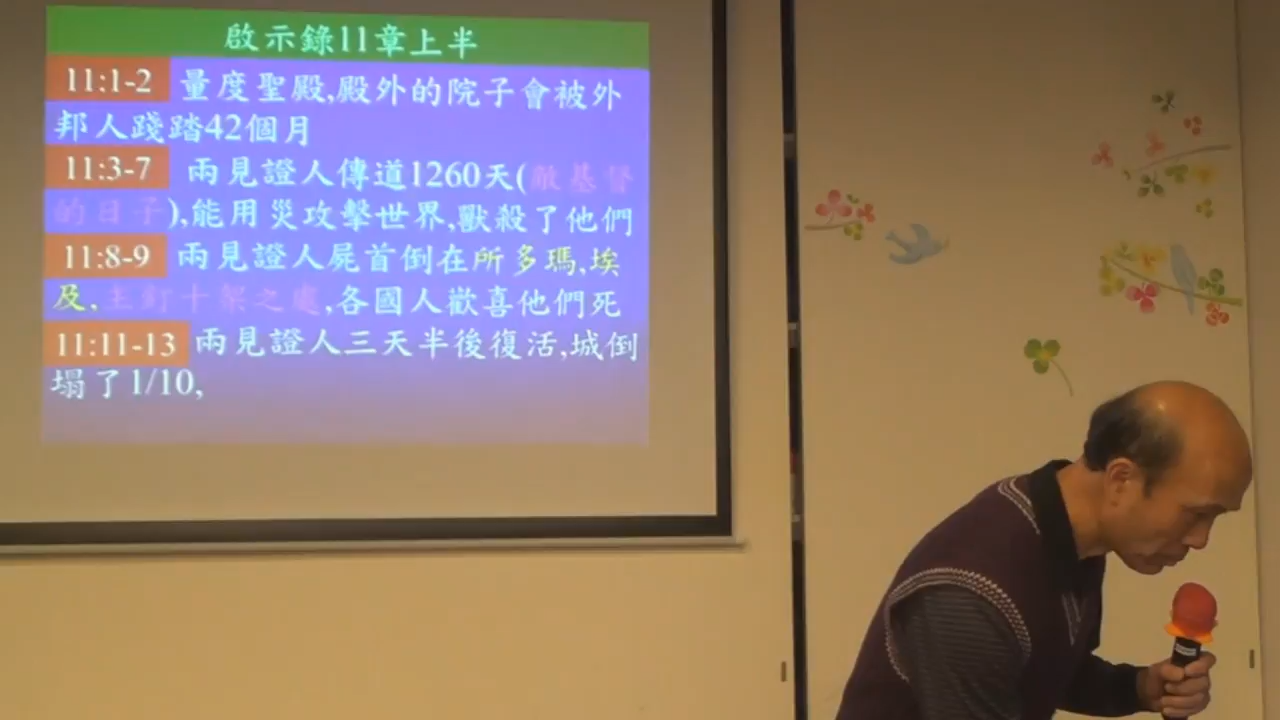 啟示錄11章上半
11:1-2 量度聖殿,殿外的院子會被外
邦人踐踏42個月
11:3-7 兩見證人傳道1260天(敵基督
的日子),能用災攻擊世界,獸殺了他們
11:8-9 兩見證人屍首倒在所多瑪,埃
及,主釘十架之處,各國人歡喜他們死
11:11-13 兩見證人三天半後復活,城倒
塌了1/10,